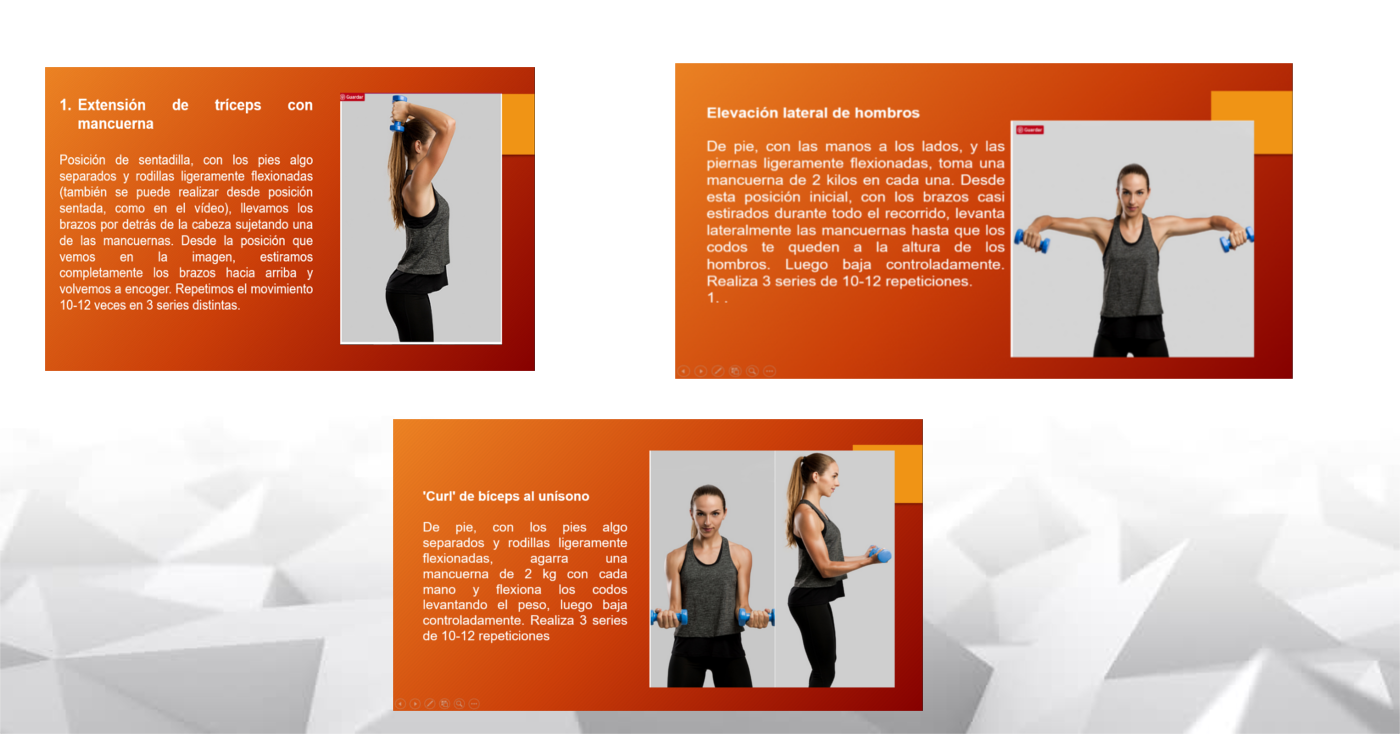 1. Extensión de tríceps con
mancuerna
Posición de sentadilla, con los pies algo
separados y rodillas ligeramente flexionadas
(también se puede realizar desde posición
sentada, como en el vídeo), llevamos los
brazos por detrás de la cabeza sujetando una
de las mancuernas. Desde la posición que
vemos en la imagen, estiramos
completamente los brazos hacia arriba y
volvemos a encoger. Repetimos el movimiento
10-12 veces en 3 series distintas.
Guardar
Elevación lateral de hombros
De pie, con las manos a los lados, y las
piernas ligeramente flexionadas, toma una
mancuerna de 2 kilos en cada una. Desde
esta posición inicial, con los brazos casi
estirados durante todo el recorrido, levanta
lateralmente las mancuernas hasta que los
codos te queden a la altura de los
hombros. Luego baja controladamente.
Realiza 3 series de 10-12 repeticiones.
1. .
Guardar
'Curl' de bíceps al unísono
De pie, con los pies algo
separados y rodillas ligeramente
flexionadas, agarra una
mancuerna de 2 kg con cada
mano y flexiona los codos
levantando el peso, luego baja
controladamente. Realiza 3 series
de 10-12 repeticiones